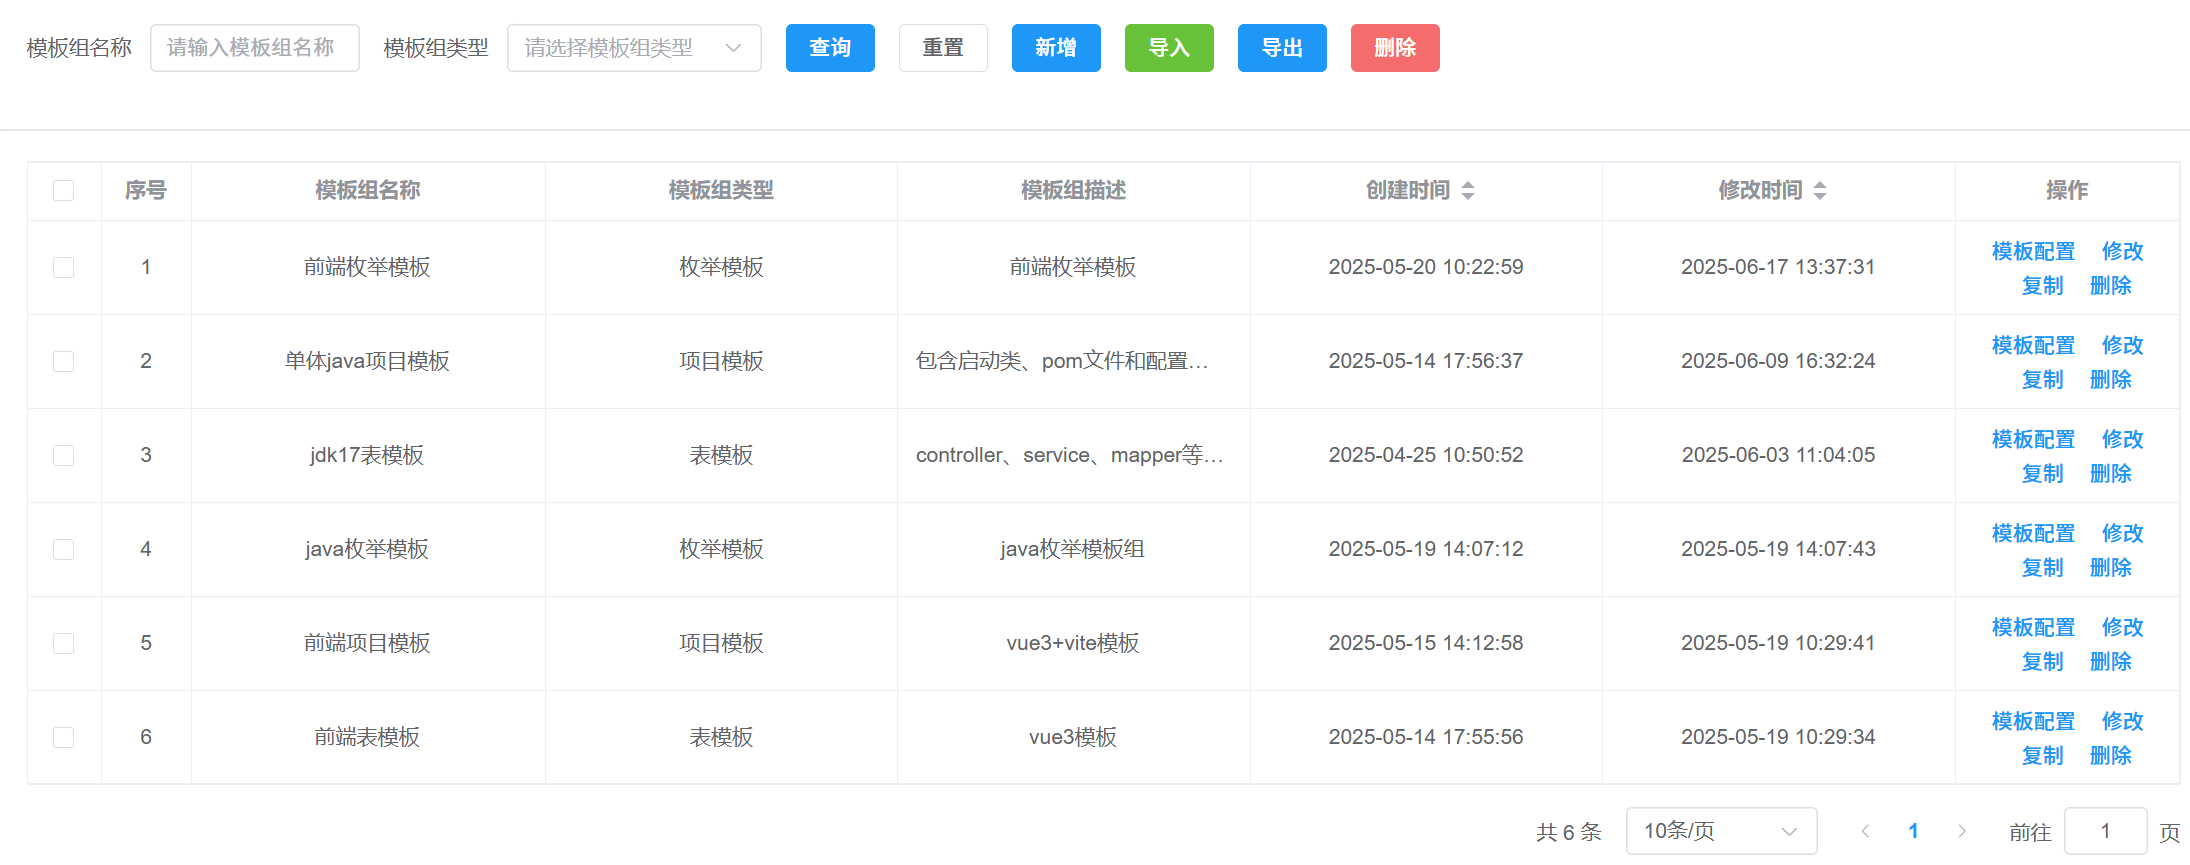 模板组名称 请输入模板组名称 模板组类型 请选择模板组类型 查询 重置 新增 导入 导出 删除
序号 模板组名称 模板组类型 模板组描述 创建时间 修改时间 操作
1 前端枚举模板 枚举模板 前端枚举模板 2025-05-20 10:22:59 2025-06-17 13:37:31 模板配置 修改
复制 删除
2 单体java项目模板 项目模板 包含启动类、pom文件和配置… 2025-05-14 17:56:37 2025-06-09 16:32:24 模板配置 修改
复制 删除
3 jdk17表模板 表模板 controller、service、mapper等… 2025-04-25 10:50:52 2025-06-03 11:04:05 模板配置 修改
复制 删除
4 java枚举模板 枚举模板 java枚举模板组 2025-05-19 14:07:12 2025-05-19 14:07:43 模板配置 修改
复制 删除
5 前端项目模板 项目模板 vue3+vite模板 2025-05-15 14:12:58 2025-05-19 10:29:41 模板配置 修改
复制 删除
6 前端表模板 表模板 vue3模板 2025-05-14 17:55:56 2025-05-19 10:29:34 模板配置 修改
复制 删除
共 6 条 10条/页 1 前往 1 页